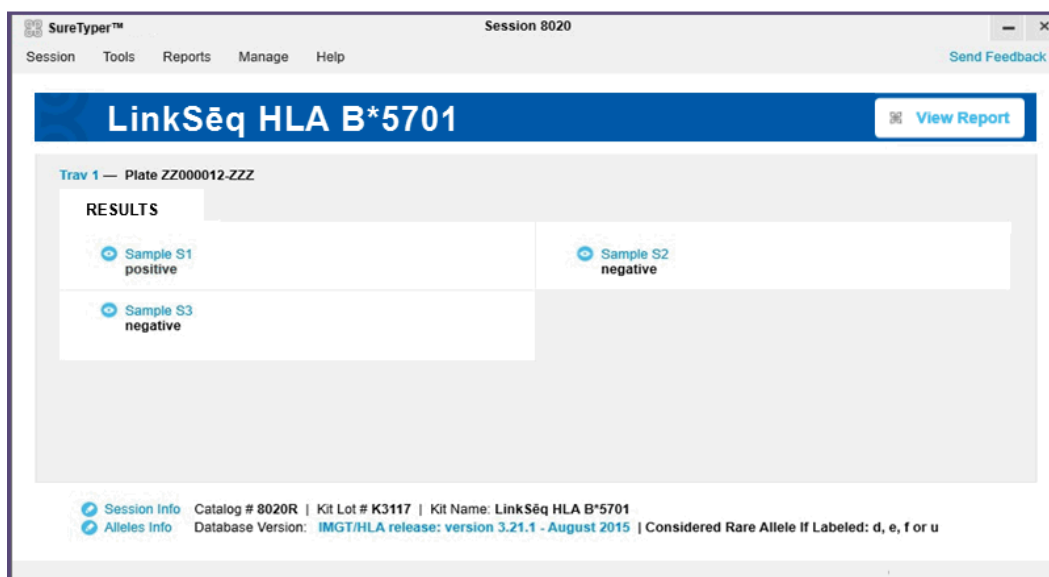 SureTyper™ Session 8020
Session Tools Reports Manage Help Send Feedback
LinkSēq HLA B*5701 View Report
Trav 1 — Plate ZZ000012-ZZZ
RESULTS
Sample S1
positive
Sample S2
negative
Sample S3
negative
Session Info Catalog # 8020R | Kit Lot # K3117 | Kit Name: LinkSēq HLA B*5701
Alleles Info Database Version: IMGT/HLA release: version 3.21.1 - August 2015 | Considered Rare Allele If Labeled: d, e, f or u